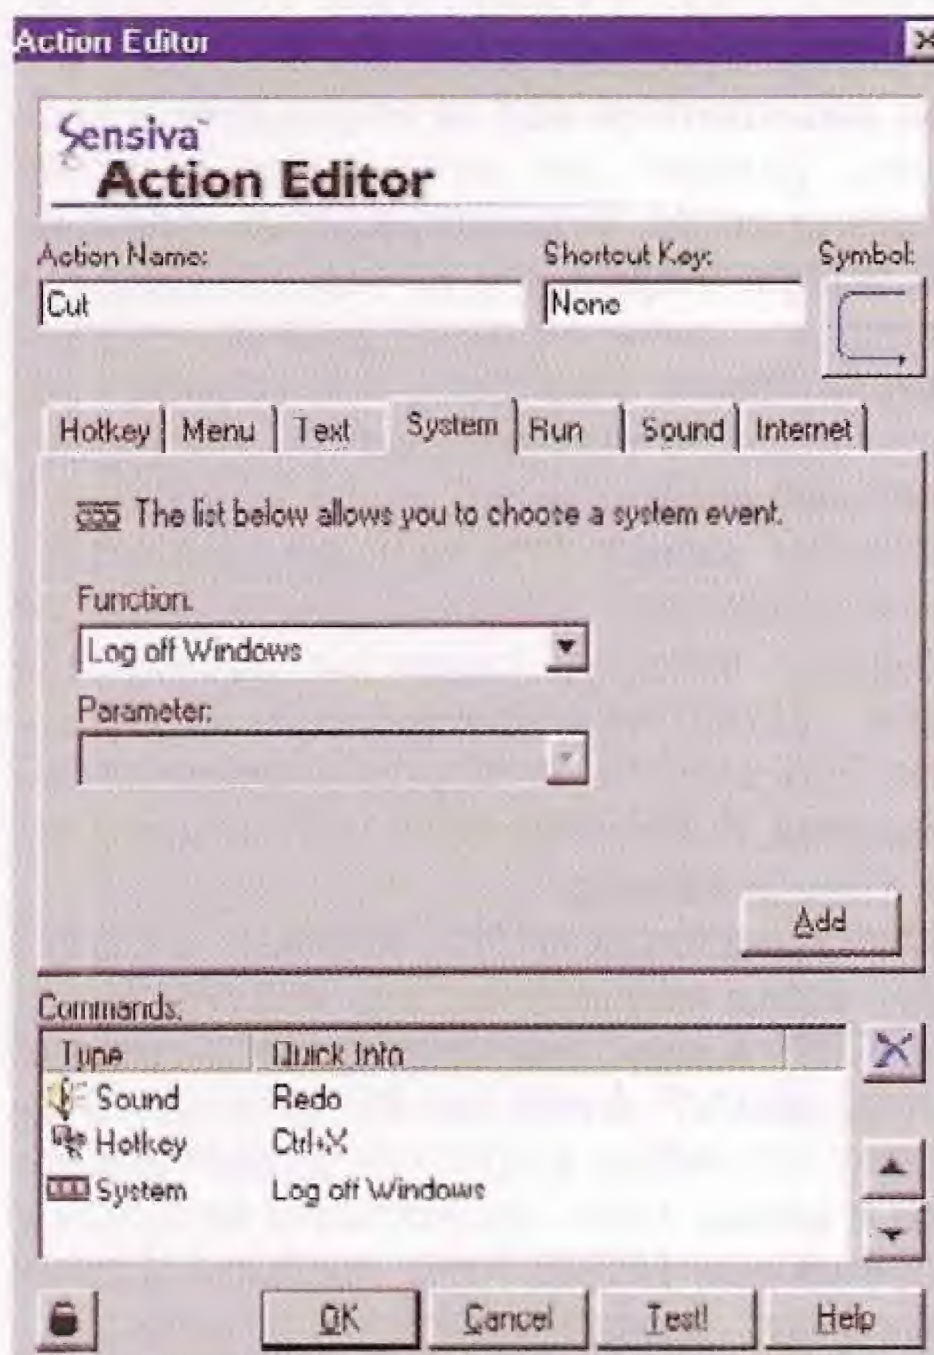 Action Editor
Sensiva™
Action Editor
Action Name: Shortcut Key: Symbol:
Cut None
Hotkey Menu Text System Run Sound Internet
The list below allows you to choose a system event.
Function:
Log off Windows
Parameter:
Add
Commands:
Type Quick Info
Sound Redo
Hotkey Ctrl+X
System Log off Windows
OK Cancel Test! Help